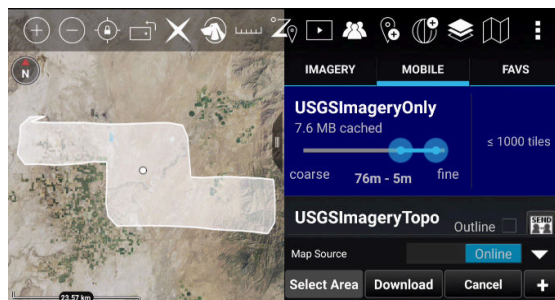 N
23.57 km
IMAGERY
MOBILE
FAVS
USGSImageryOnly
7.6 MB cached
≤ 1000 tiles
coarse
76m - 5m
fine
USGSImageryTopo
Outline
SEND
Map Source
Online
Select Area
Download
Cancel
+